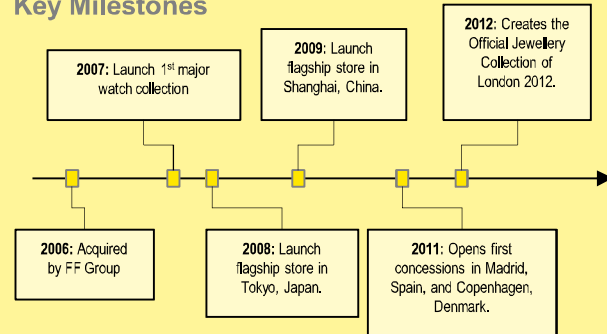 Key Milestones
2012: Creates the
Official Jewellery
Collection of
London 2012.
2009: Launch
flagship store in
Shanghai, China.
2007: Launch 1st major
watch collection
2006: Acquired
by FF Group
2008: Launch
flagship store in
Tokyo, Japan.
2011: Opens first
concessions in Madrid,
Spain, and Copenhagen,
Denmark.